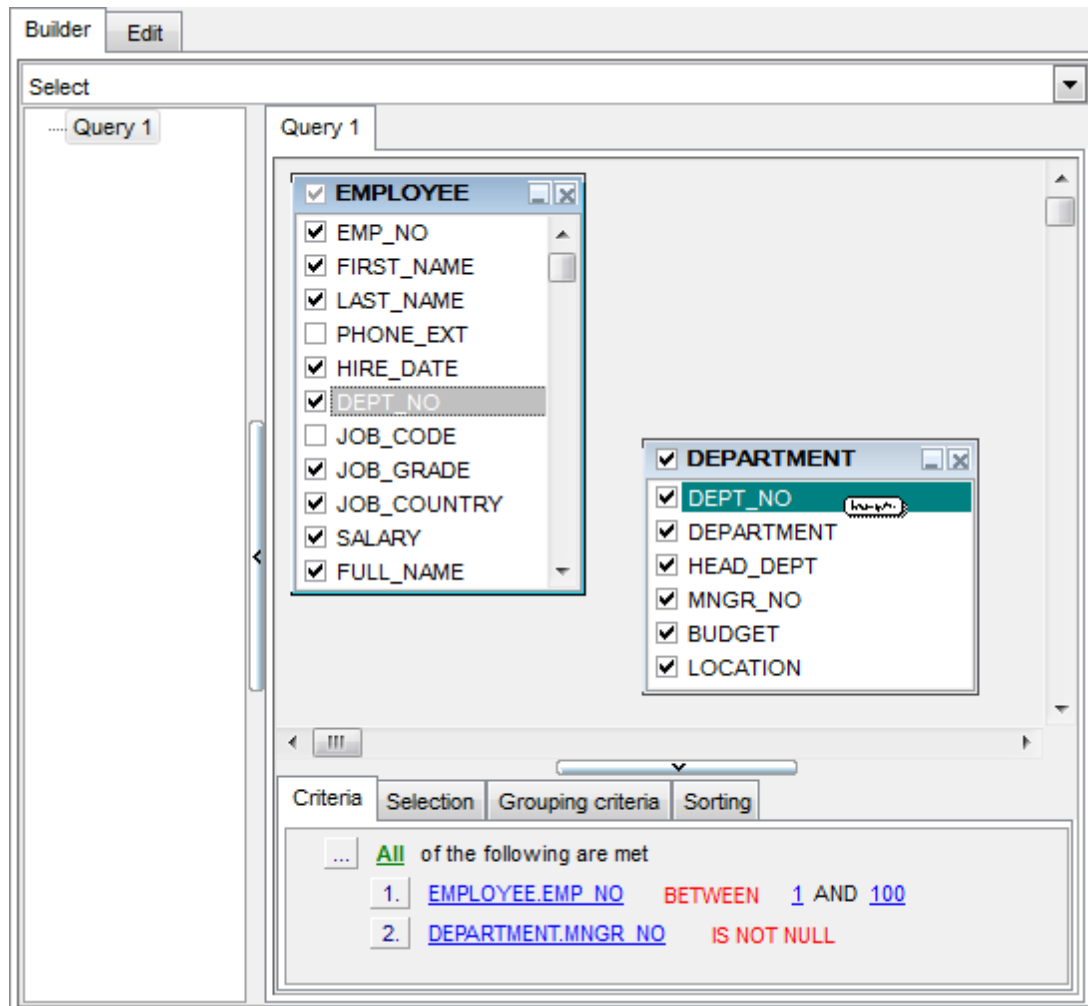 Builder Edit
Select
Query 1
Query 1
EMPLOYEE
EMP_NO
FIRST_NAME
LAST_NAME
PHONE_EXT
HIRE_DATE
DEPT_NO
JOB_CODE
JOB_GRADE
JOB_COUNTRY
SALARY
FULL_NAME
DEPARTMENT
DEPT_NO
DEPARTMENT
HEAD_DEPT
MNGR_NO
BUDGET
LOCATION
Criteria Selection Grouping criteria Sorting
... All of the following are met
1. EMPLOYEE.EMP_NO BETWEEN 1 AND 100
2. DEPARTMENT.MNGR_NO IS NOT NULL